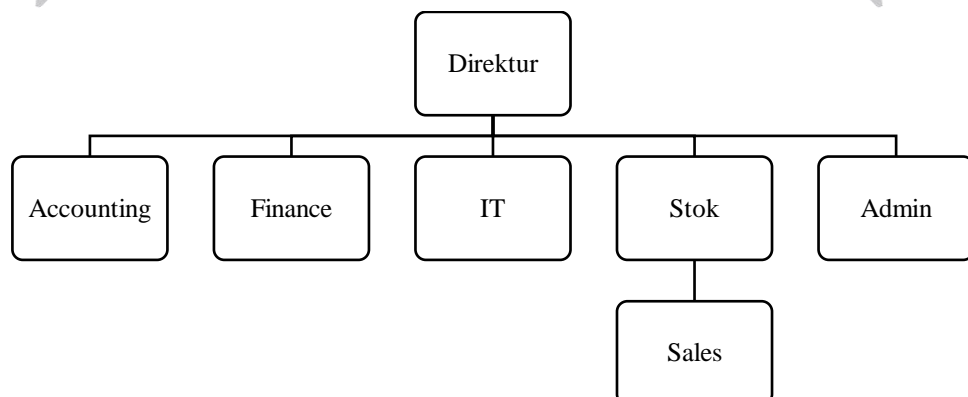 Direktur
Accounting
Finance
IT
Stok
Admin
Sales